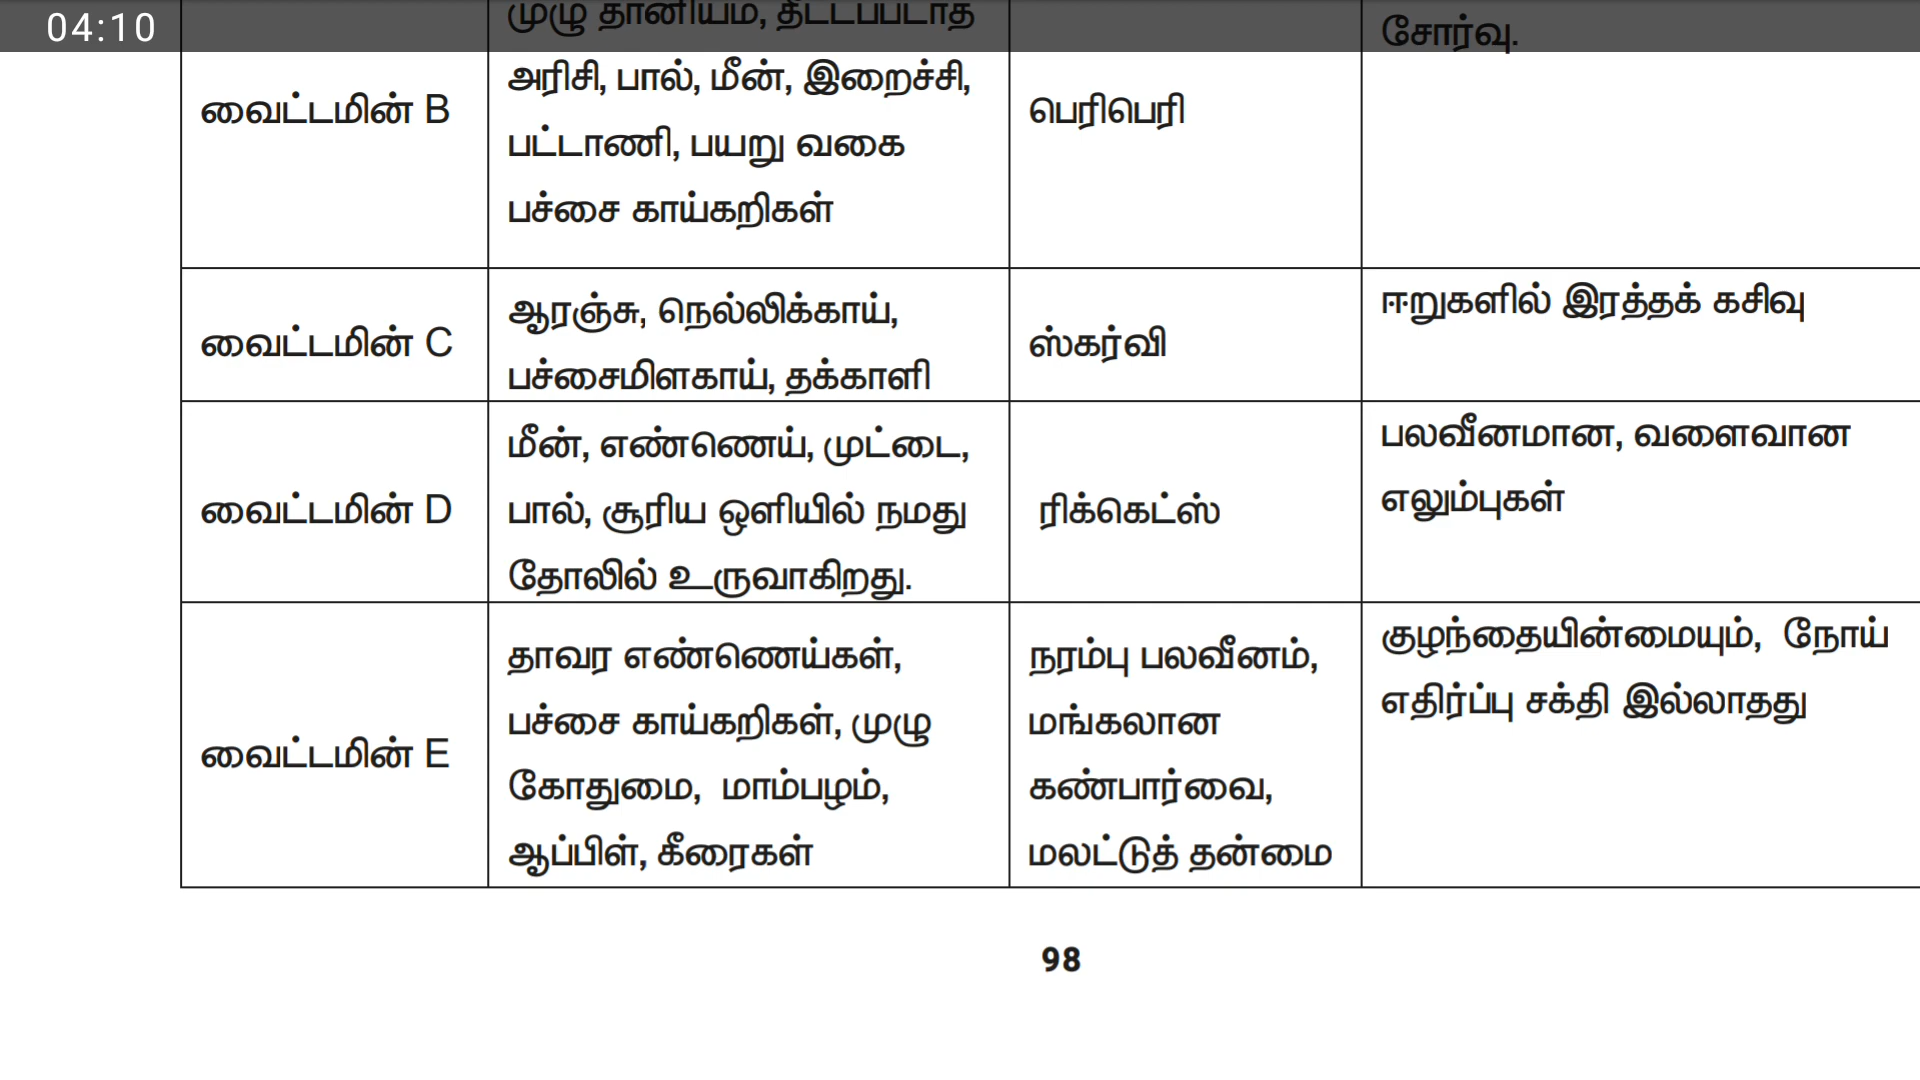 04:10
முழு தானியம், தீட்டப்படாத
சோர்வு.
வைட்டமின் B
அரிசி, பால், மீன், இறைச்சி,
பட்டாணி, பயறு வகை
பச்சை காய்கறிகள்
பெரிபெரி
வைட்டமின் C
ஆரஞ்சு, நெல்லிக்காய்,
பச்சைமிளகாய், தக்காளி
ஸ்கர்வி
ஈறுகளில் இரத்தக் கசிவு
வைட்டமின் D
மீன், எண்ணெய், முட்டை,
பால், சூரிய ஒளியில் நமது
தோலில் உருவாகிறது.
ரிக்கெட்ஸ்
பலவீனமான, வளைவான
எலும்புகள்
வைட்டமின் E
தாவர எண்ணெய்கள்,
பச்சை காய்கறிகள், முழு
கோதுமை, மாம்பழம்,
ஆப்பிள், கீரைகள்
நரம்பு பலவீனம்,
மங்கலான
கண்பார்வை,
மலட்டுத் தன்மை
குழந்தையின்மையும், நோய்
எதிர்ப்பு சக்தி இல்லாதது
98